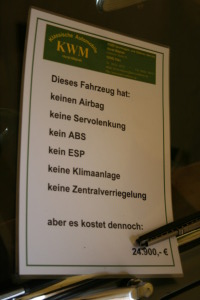 KWM
Dieses Fahrzeug hat:
keinen Airbag
keine Servolenkung
kein ABS
kein ESP
keine Klimaanlage
keine Zentralverriegelung
aber es kostet dennoch:
24.900,- €